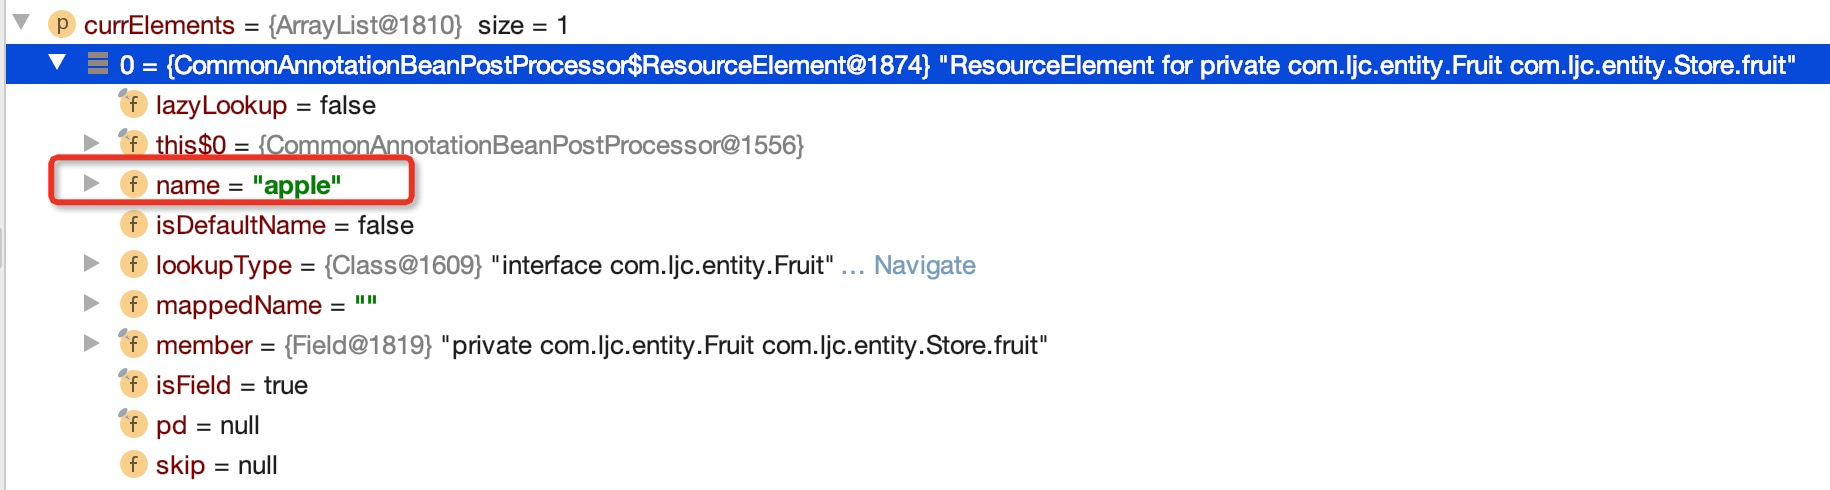 p currElements = {ArrayList@1810} size = 1
0 = {CommonAnnotationBeanPostProcessor$ResourceElement@1874} "ResourceElement for private com.ljc.entity.Fruit com.ljc.entity.Store.fruit"
f lazyLookup = false
f this$0 = {CommonAnnotationBeanPostProcessor@1556}
f name = "apple"
f isDefaultName = false
f lookupType = {Class@1609} "interface com.ljc.entity.Fruit" ... Navigate
f mappedName = ""
f member = {Field@1819} "private com.ljc.entity.Fruit com.ljc.entity.Store.fruit"
f isField = true
f pd = null
f skip = null